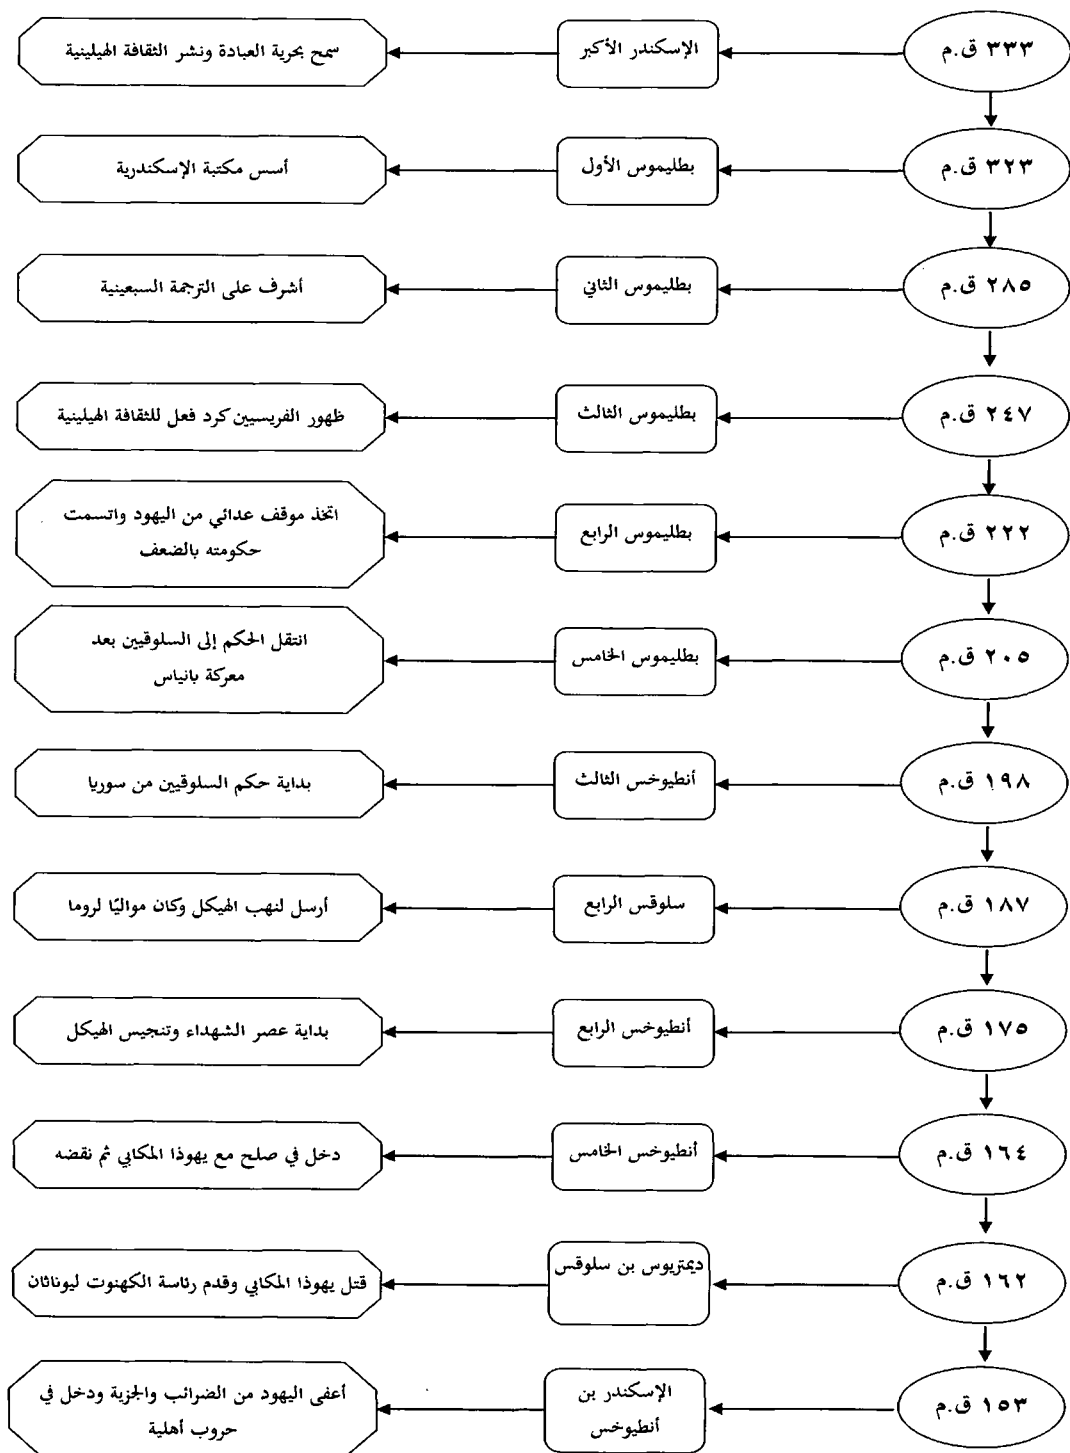 ٣٣٣ ق.م
الإسكندر الأكبر
سمح بحرية العبادة ونشر الثقافة الهيلينية
٣٢٣ ق.م
بطليموس الأول
أسس مكتبة الإسكندرية
٢٨٥ ق.م
بطليموس الثاني
أشرف على الترجمة السبعينية
٢٤٧ ق.م
بطليموس الثالث
ظهور الفريسيين كرد فعل للثقافة الهيلينية
٢٢٢ ق.م
بطليموس الرابع
اتخذ موقف عدائي من اليهود واتسمت
حكومته بالضعف
٢٠٥ ق.م
بطليموس الخامس
انتقل الحكم إلى السلوقيين بعد
معركة بانياس
١٩٨ ق.م
أنطيوخس الثالث
بداية حكم السلوقيين من سوريا
١٨٧ ق.م
سلوقس الرابع
أرسل لنهب الهيكل وكان مواليًا لروما
١٧٥ ق.م
أنطيوخس الرابع
بداية عصر الشهداء وتنجيس الهيكل
١٦٤ ق.م
أنطيوخس الخامس
دخل في صلح مع يهوذا المكابي ثم نقضه
١٦٢ ق.م
ديمتريوس بن سلوقس
قتل يهوذا المكابي وقدم رئاسة الكهنوت ليوناثان
١٥٣ ق.م
الإسكندر بن
أنطيوخس
أعفى اليهود من الضرائب والجزية ودخل في
حروب أهلية